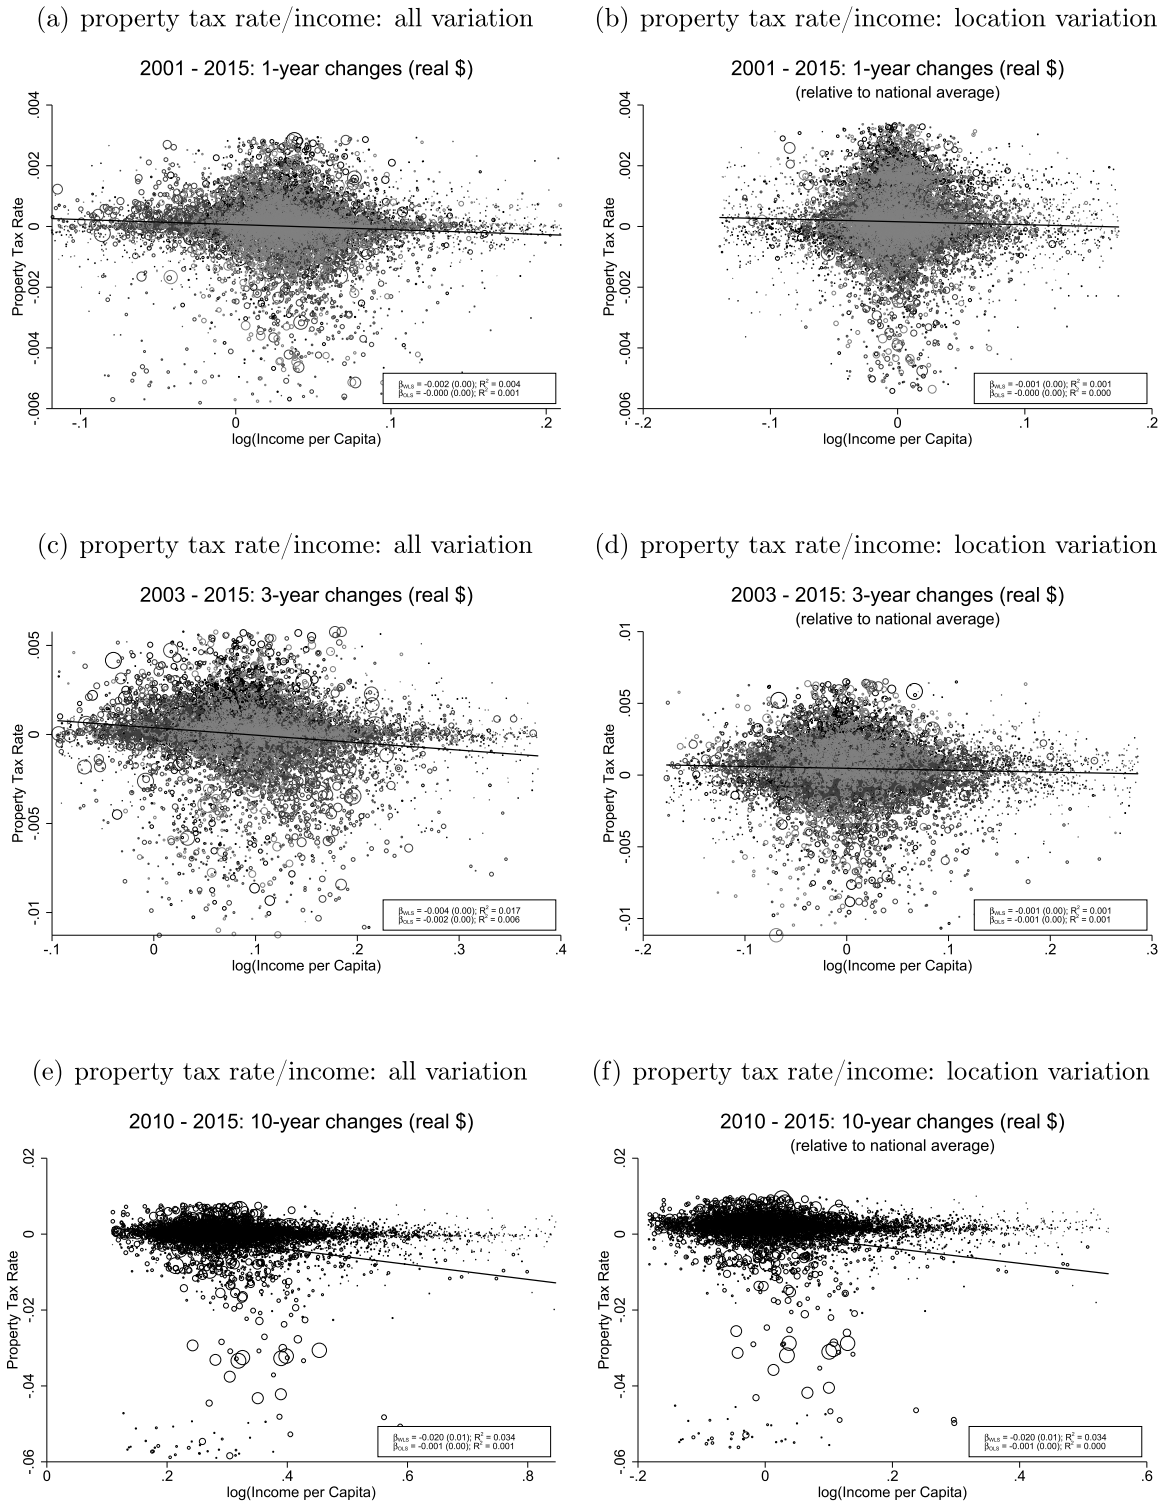 (a) property tax rate/income: all variation
2001 - 2015: 1-year changes (real $)
Property Tax Rate
.004
.002
0
-.002
-.004
-.006
-.1
0
.1
.2
log(Income per Capita)
βWLS = -0.002 (0.00); R² = 0.004
βOLS = -0.000 (0.00); R² = 0.001
(b) property tax rate/income: location variation
2001 - 2015: 1-year changes (real $)
(relative to national average)
Property Tax Rate
.004
.002
0
-.002
-.004
-.006
-.2
-.1
0
.1
.2
log(Income per Capita)
βWLS = -0.001 (0.00); R² = 0.001
βOLS = -0.000 (0.00); R² = 0.000
(c) property tax rate/income: all variation
2003 - 2015: 3-year changes (real $)
Property Tax Rate
.005
0
-.005
-.01
-.1
0
.1
.2
.3
.4
log(Income per Capita)
βWLS = -0.004 (0.00); R² = 0.017
βOLS = -0.002 (0.00); R² = 0.006
(d) property tax rate/income: location variation
2003 - 2015: 3-year changes (real $)
(relative to national average)
Property Tax Rate
.01
.005
0
-.005
-.01
-.2
-.1
0
.1
.2
.3
log(Income per Capita)
βWLS = -0.001 (0.00); R² = 0.001
βOLS = -0.001 (0.00); R² = 0.001
(e) property tax rate/income: all variation
2010 - 2015: 10-year changes (real $)
Property Tax Rate
.02
0
-.02
-.04
-.06
0
.2
.4
.6
.8
log(Income per Capita)
βWLS = -0.020 (0.01); R² = 0.034
βOLS = -0.001 (0.00); R² = 0.001
(f) property tax rate/income: location variation
2010 - 2015: 10-year changes (real $)
(relative to national average)
Property Tax Rate
.02
0
-.02
-.04
-.06
-.2
0
.2
.4
.6
log(Income per Capita)
βWLS = -0.020 (0.01); R² = 0.034
βOLS = -0.001 (0.00); R² = 0.000